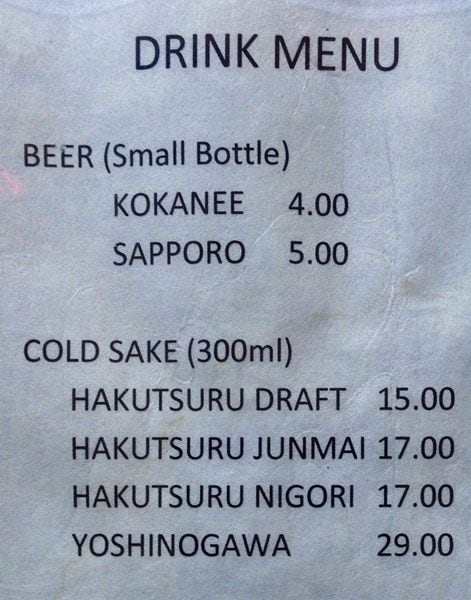 DRINK MENU
BEER (Small Bottle)
KOKANEE 4.00
SAPPORO 5.00
COLD SAKE (300ml)
HAKUTSURU DRAFT 15.00
HAKUTSURU JUNMAI 17.00
HAKUTSURU NIGORI 17.00
YOSHINOGAWA 29.00